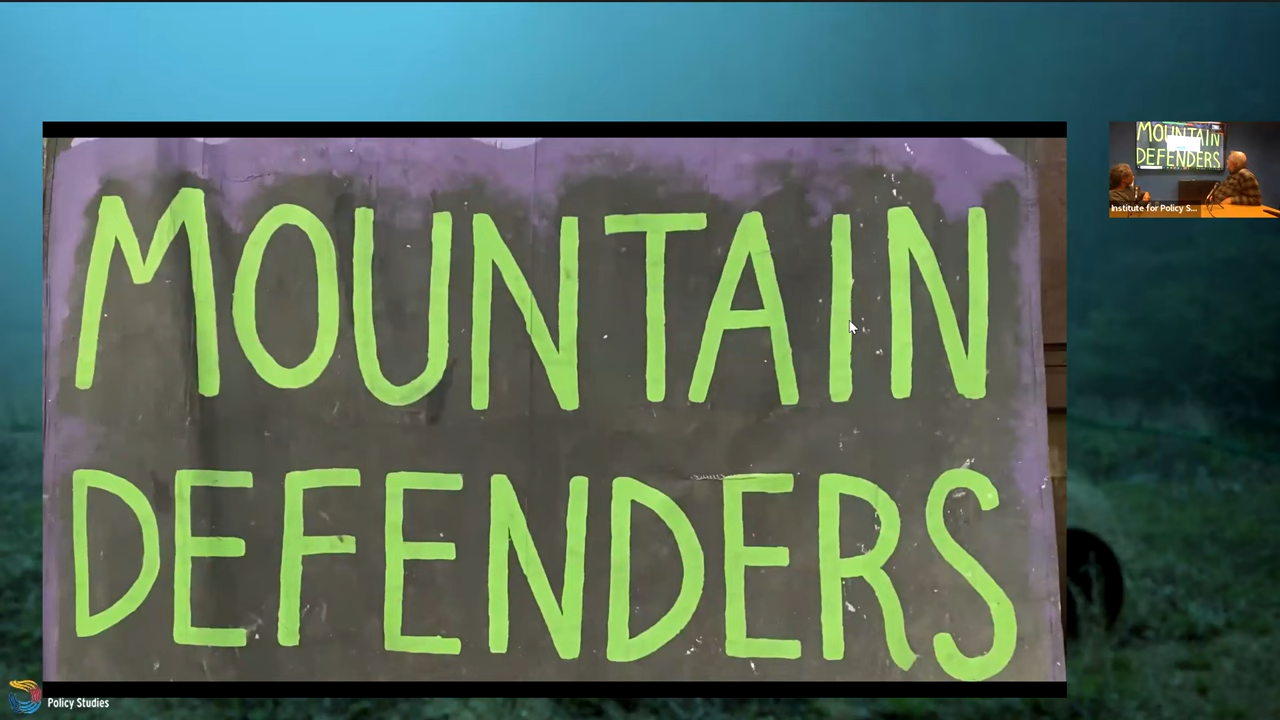 MOUNTAIN
DEFENDERS
MOUNTAIN
DEFENDERS
Institute for Policy S...
Policy Studies